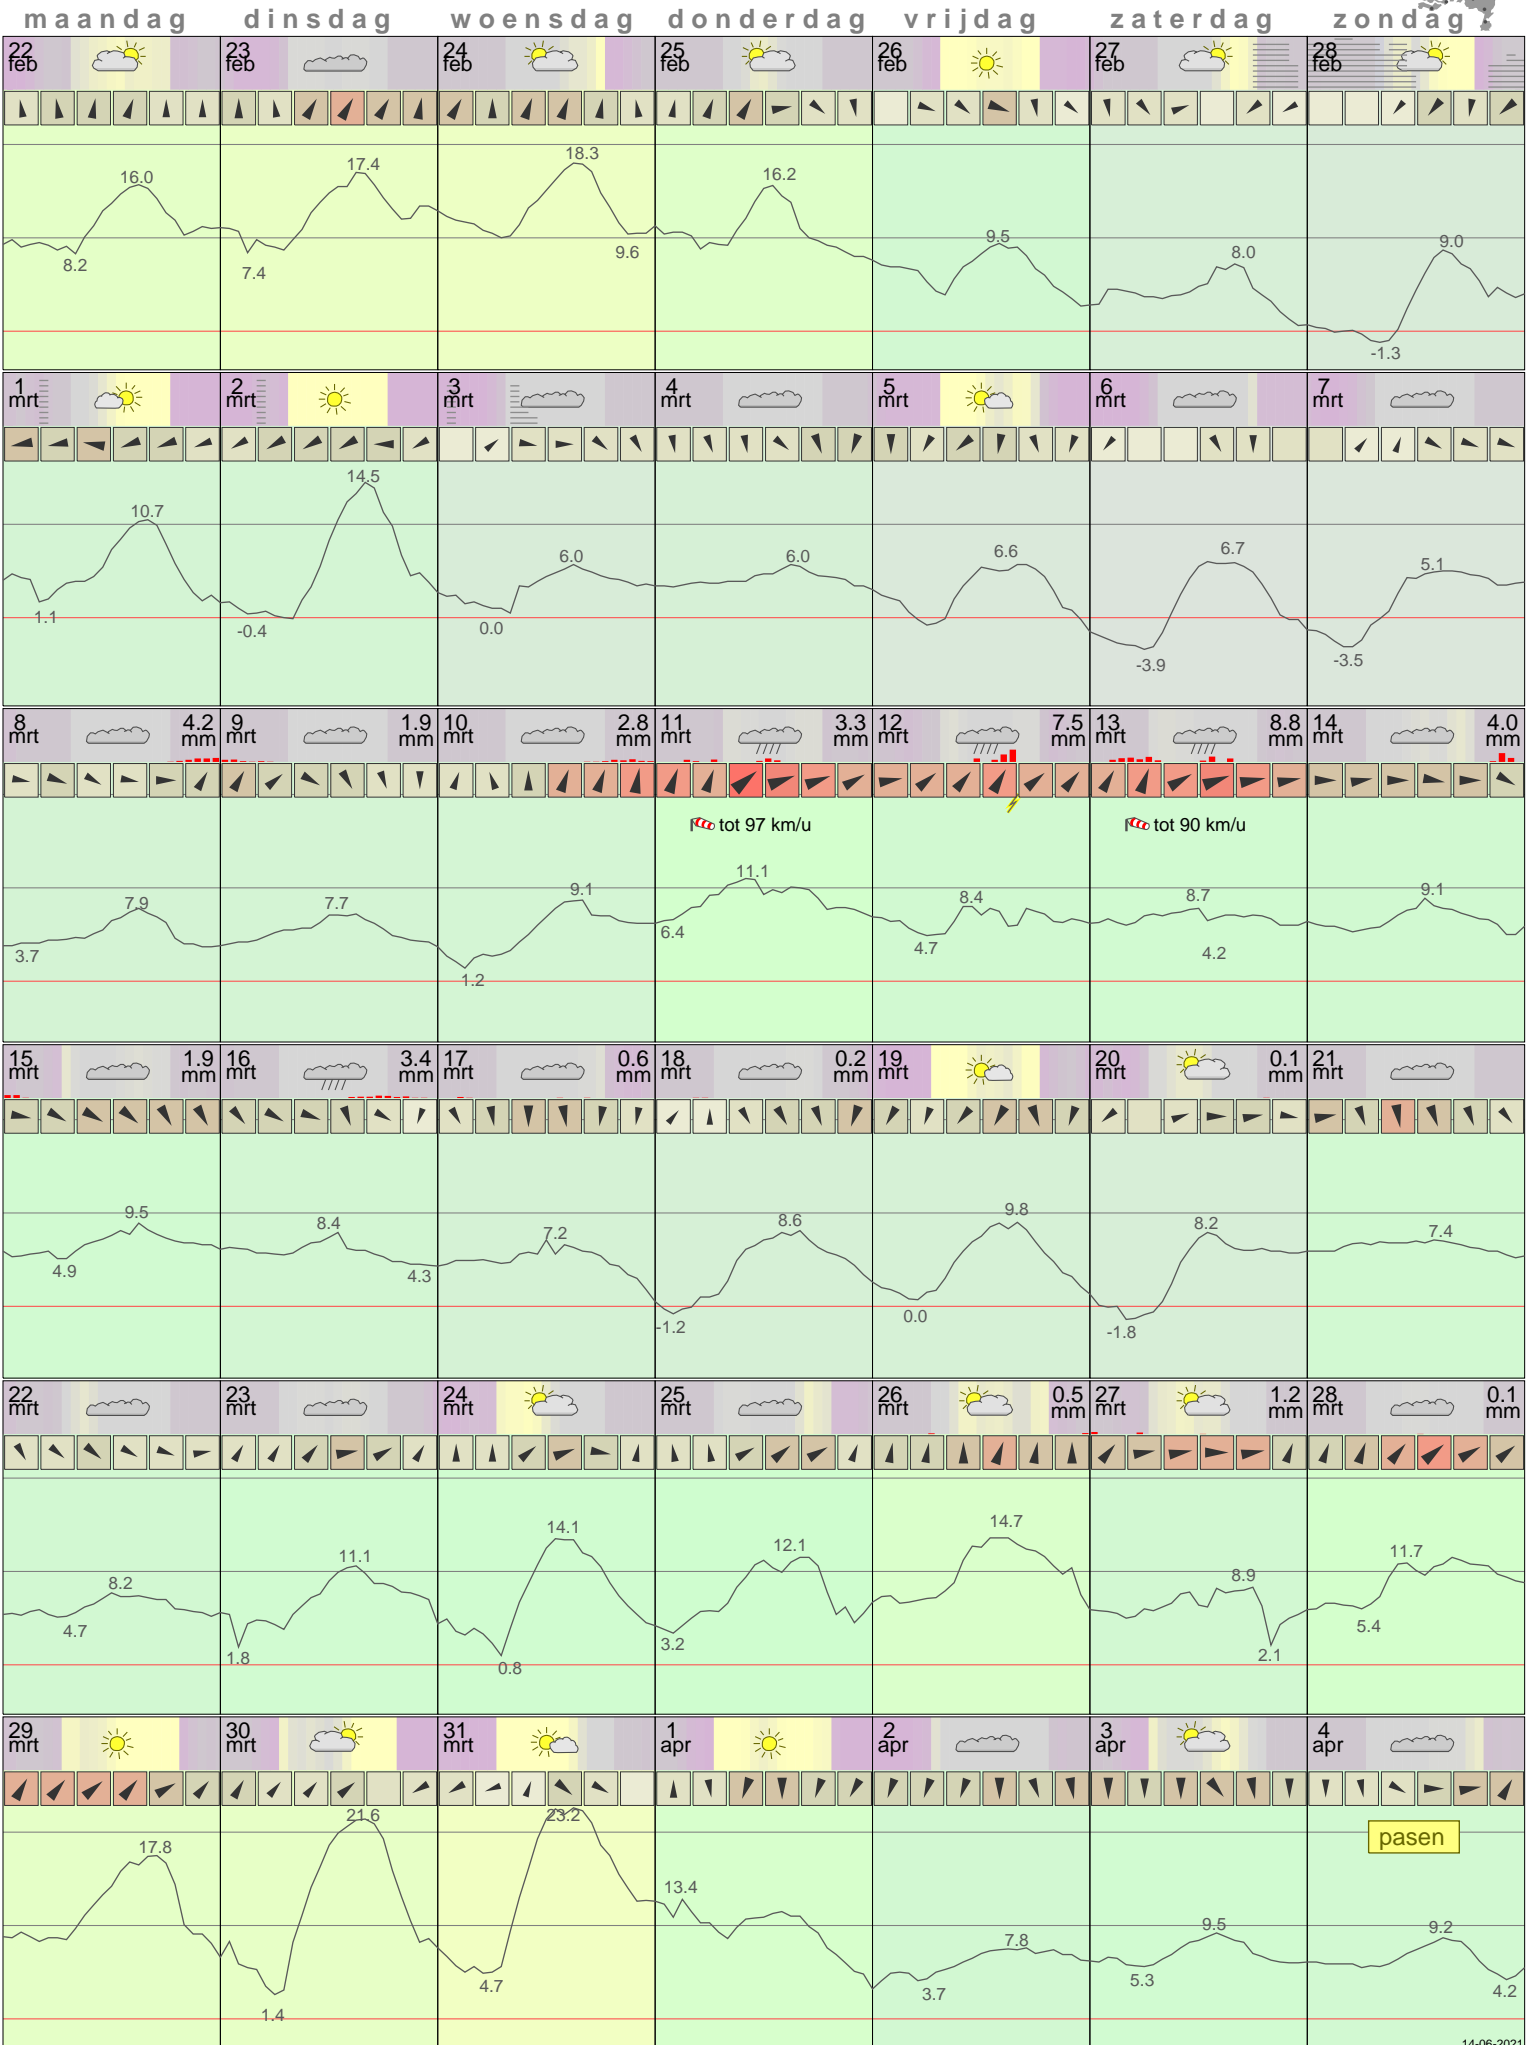 maandag dinsdag woensdag donderdag vrijdag zaterdag zondag
22 23 24 25 26 27 28
feb feb feb feb feb feb feb
16.0 17.4 18.3 16.2 9.5 8.0 9.0
8.2 7.4 9.6 -1.3
1 2 3 4 5 6 7
mrt mrt mrt mrt mrt mrt mrt
10.7 14.5 6.0 6.0 6.6 6.7 5.1
1.1 -0.4 0.0 -3.9 -3.5
8 4.2 9 1.9 10 2.8 11 3.3 12 7.5 13 8.8 14 4.0
mrt mm mrt mm mrt mm mrt mm mrt mm mrt mm mrt mm
tot 97 km/u tot 90 km/u
7.9 7.7 9.1 11.1 8.4 8.7 9.1
3.7 1.2 6.4 4.7 4.2
15 1.9 16 3.4 17 0.6 18 0.2 19 20 0.1 21
mrt mm mrt mm mrt mm mrt mm mrt mrt mm mrt
9.5 8.4 7.2 8.6 9.8 8.2 7.4
4.9 4.3 -1.2 0.0 -1.8
22 23 24 25 26 0.5 27 1.2 28 0.1
mrt mrt mrt mrt mrt mm mrt mm mrt mm
8.2 11.1 14.1 12.1 14.7 8.9 11.7
4.7 1.8 0.8 3.2 2.1 5.4
29 30 31 1 2 3 4
mrt mrt mrt apr apr apr apr
pasen
17.8 21.6 23.2 13.4 7.8 9.5 9.2
1.4 4.7 3.7 5.3 4.2
14-06-2021